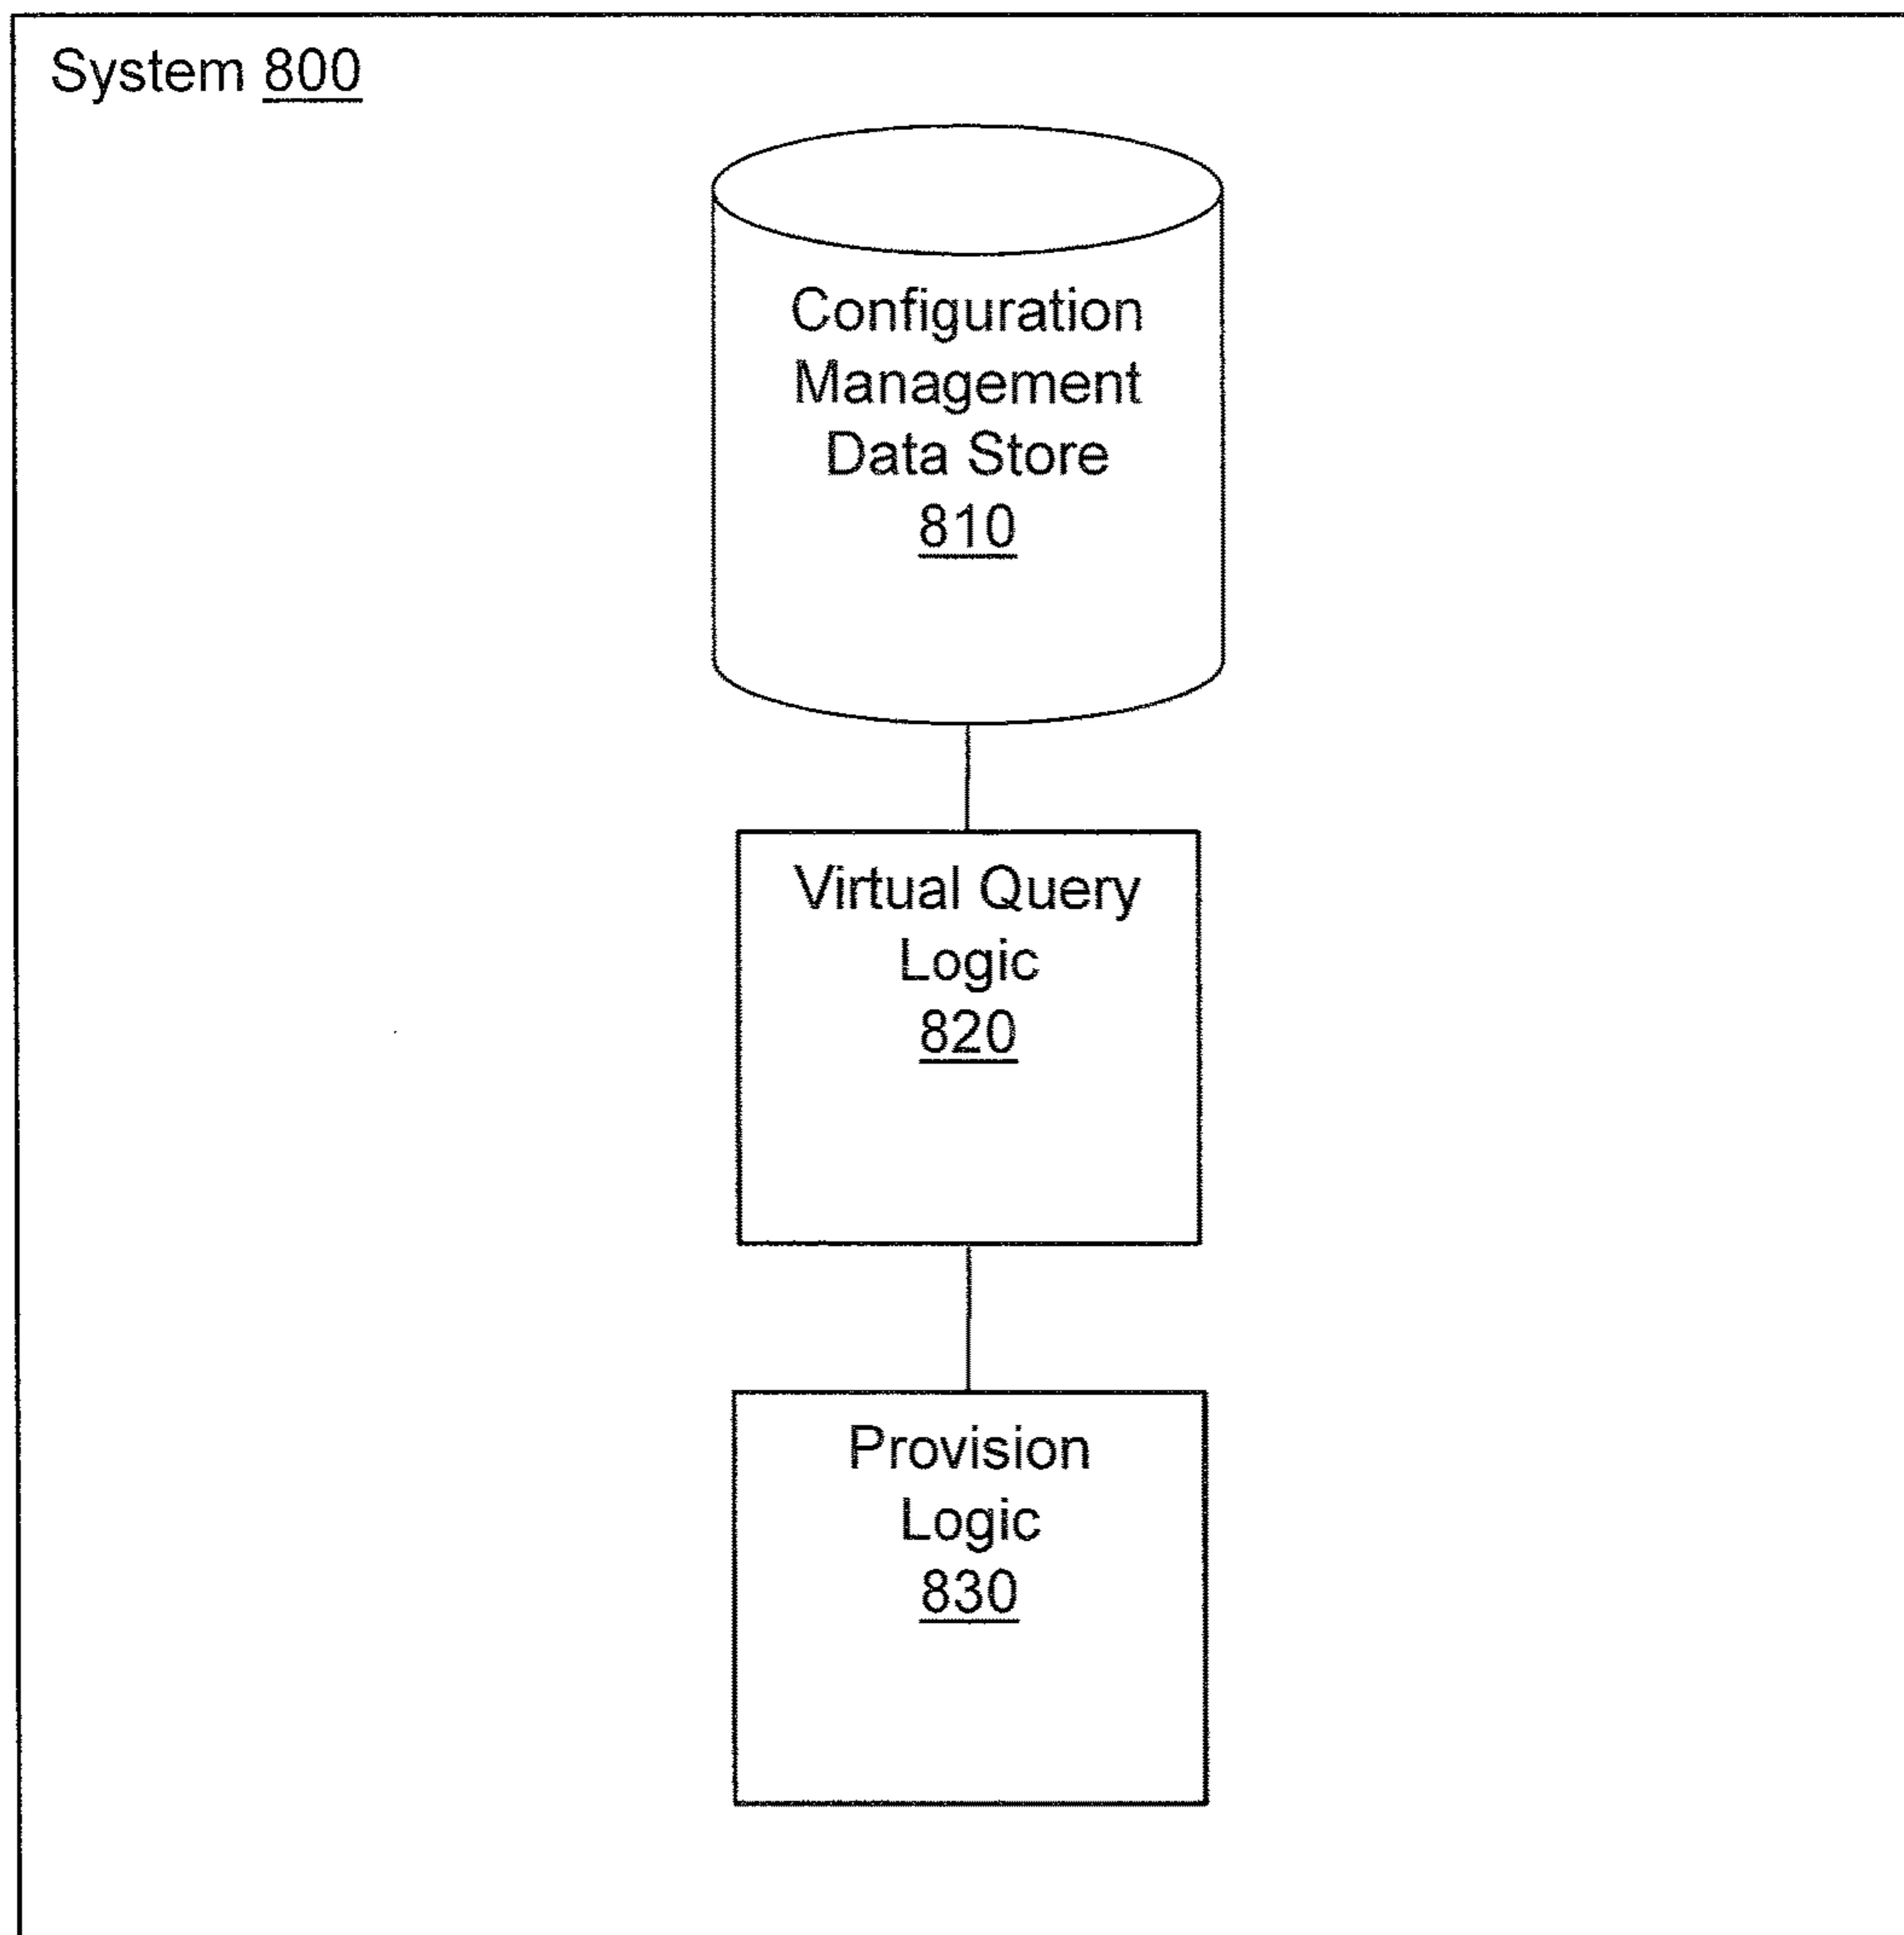 System 800
Configuration
Management
Data Store
810
Virtual Query
Logic
820
Provision
Logic
830